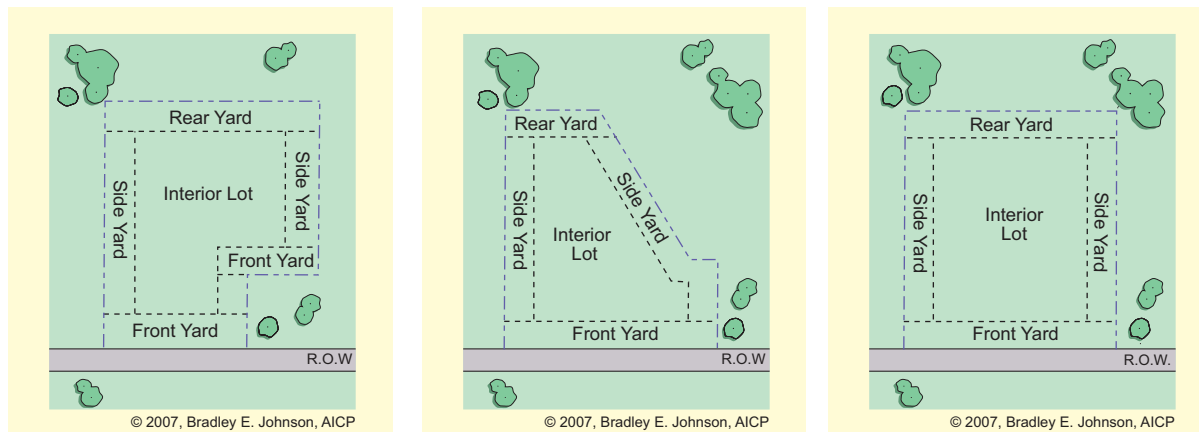 Rear Yard
Side Yard
Interior Lot
Side Yard
Front Yard
Front Yard
R.O.W
© 2007, Bradley E. Johnson, AICP
Rear Yard
Side Yard
Side Yard
Interior
Lot
Front Yard
R.O.W
© 2007, Bradley E. Johnson, AICP
Rear Yard
Side Yard
Interior
Lot
Side Yard
Front Yard
R.O.W.
© 2007, Bradley E. Johnson, AICP